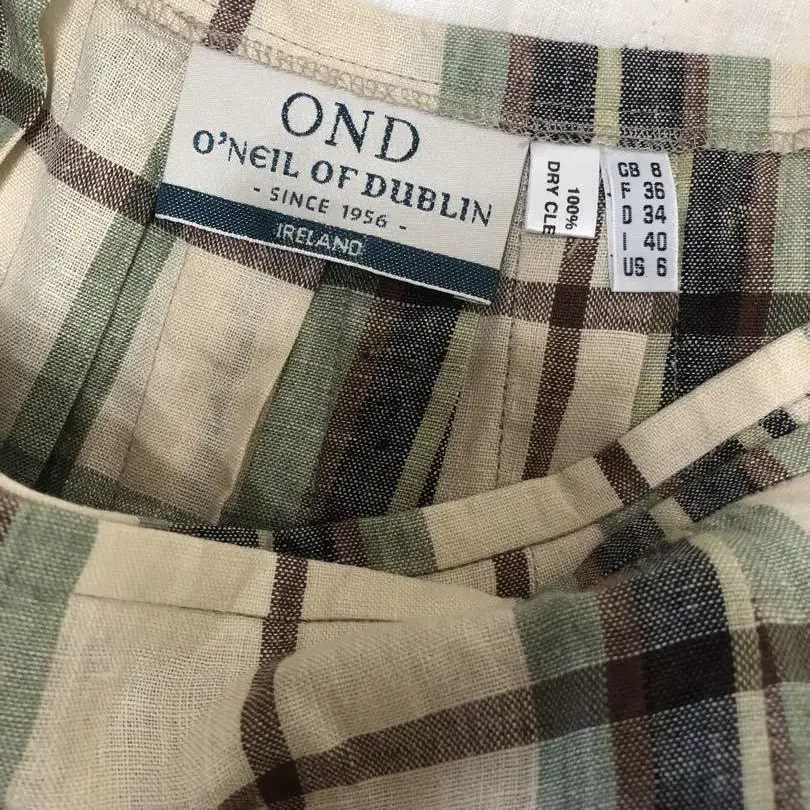 OND
O'NEIL OF DUBLIN
- SINCE 1956 -
IRELAND
100%
DRY CLE
GB 8
F 36
D 34
I 40
US 6